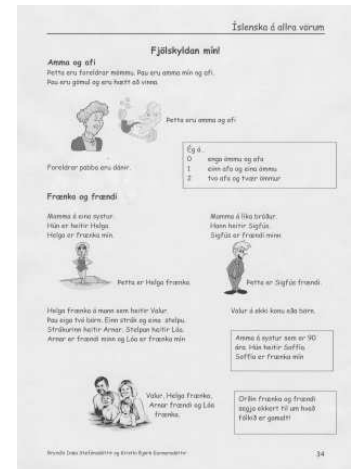 Íslenska á allra vörum
Fjölskyldan mín!
Amma og afi
Þetta eru foreldrar mömmu. Þau eru amma mín og afi.
Þau eru gömul og eru hætt að vinna.
Þetta eru amma og afi
Foreldrar pabba eru dánir.
Ég á...
0 enga ömmu og afa
1 einn afa og eina ömmu
2 tvo afa og tvær ömmur
Frænka og frændi
Mamma á eina systur.
Hún er heitir Helga.
Helga er frænka mín.
Mamma á líka bróður.
Hann heitir Sigfús.
Sigfús er frændi minn.
Þetta er Helga frænka.
Þetta er Sigfús frændi.
Helga frænka á mann sem heitir Valur.
Þau eiga tvö börn. Einn strák og eina stelpu.
Strákurinn heitir Arnar. Stelpan heitir Lóa.
Arnar er frændi minn og Lóa er frænka mín
Valur á ekki konu eða börn.
Amma á systur sem er 90
ára. Hún heitir Soffía.
Soffía er frænka mín
Valur, Helga frænka,
Arnar frændi og Lóa
frænka.
Orðin frænka og frændi
segja ekkert til um hvað
fólkið er gamalt!
34